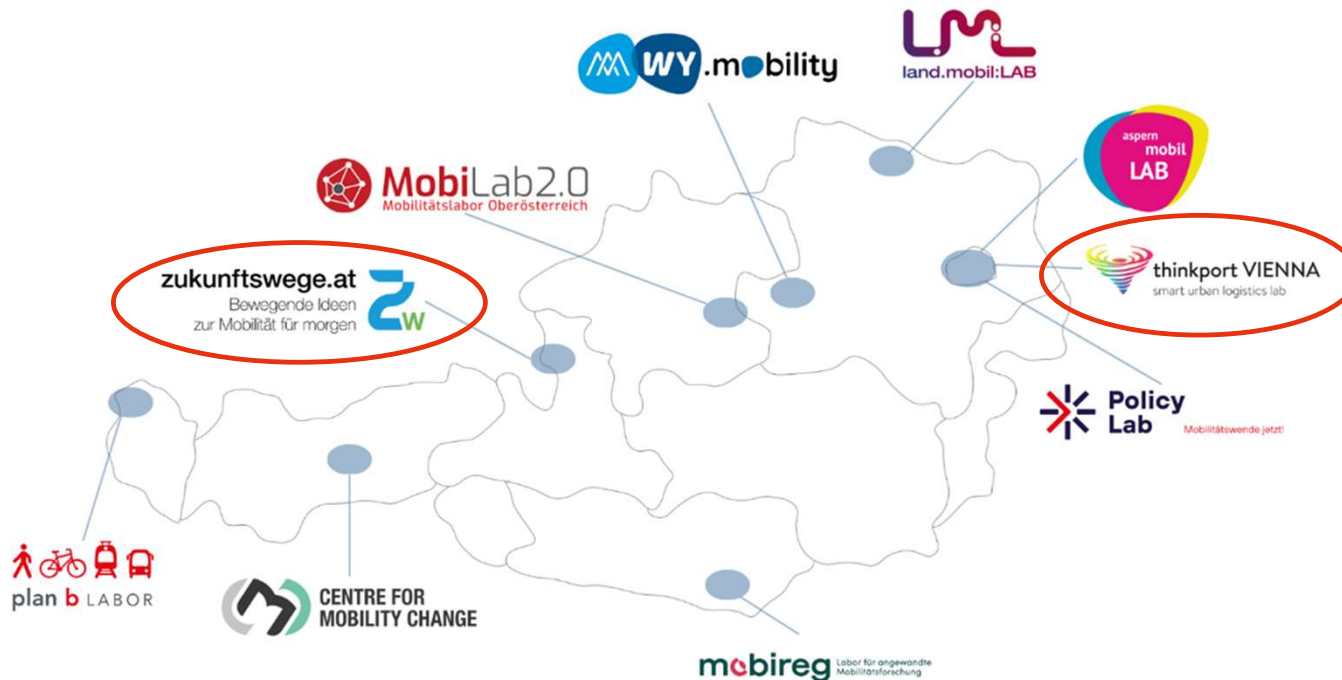 WY.mobility
land.mobil:LAB
aspern
mobil
LAB
MobiLab2.0
Mobilitätslabor Oberösterreich
thinkport VIENNA
smart urban logistics lab
zukunftswege.at
Bewegende Ideen
zur Mobilität für morgen
Zw
Policy
Lab
Mobilitätswende jetzt!
plan b LABOR
CENTRE FOR
MOBILITY CHANGE
mobireg
Labor für angewandte
Mobilitätsforschung